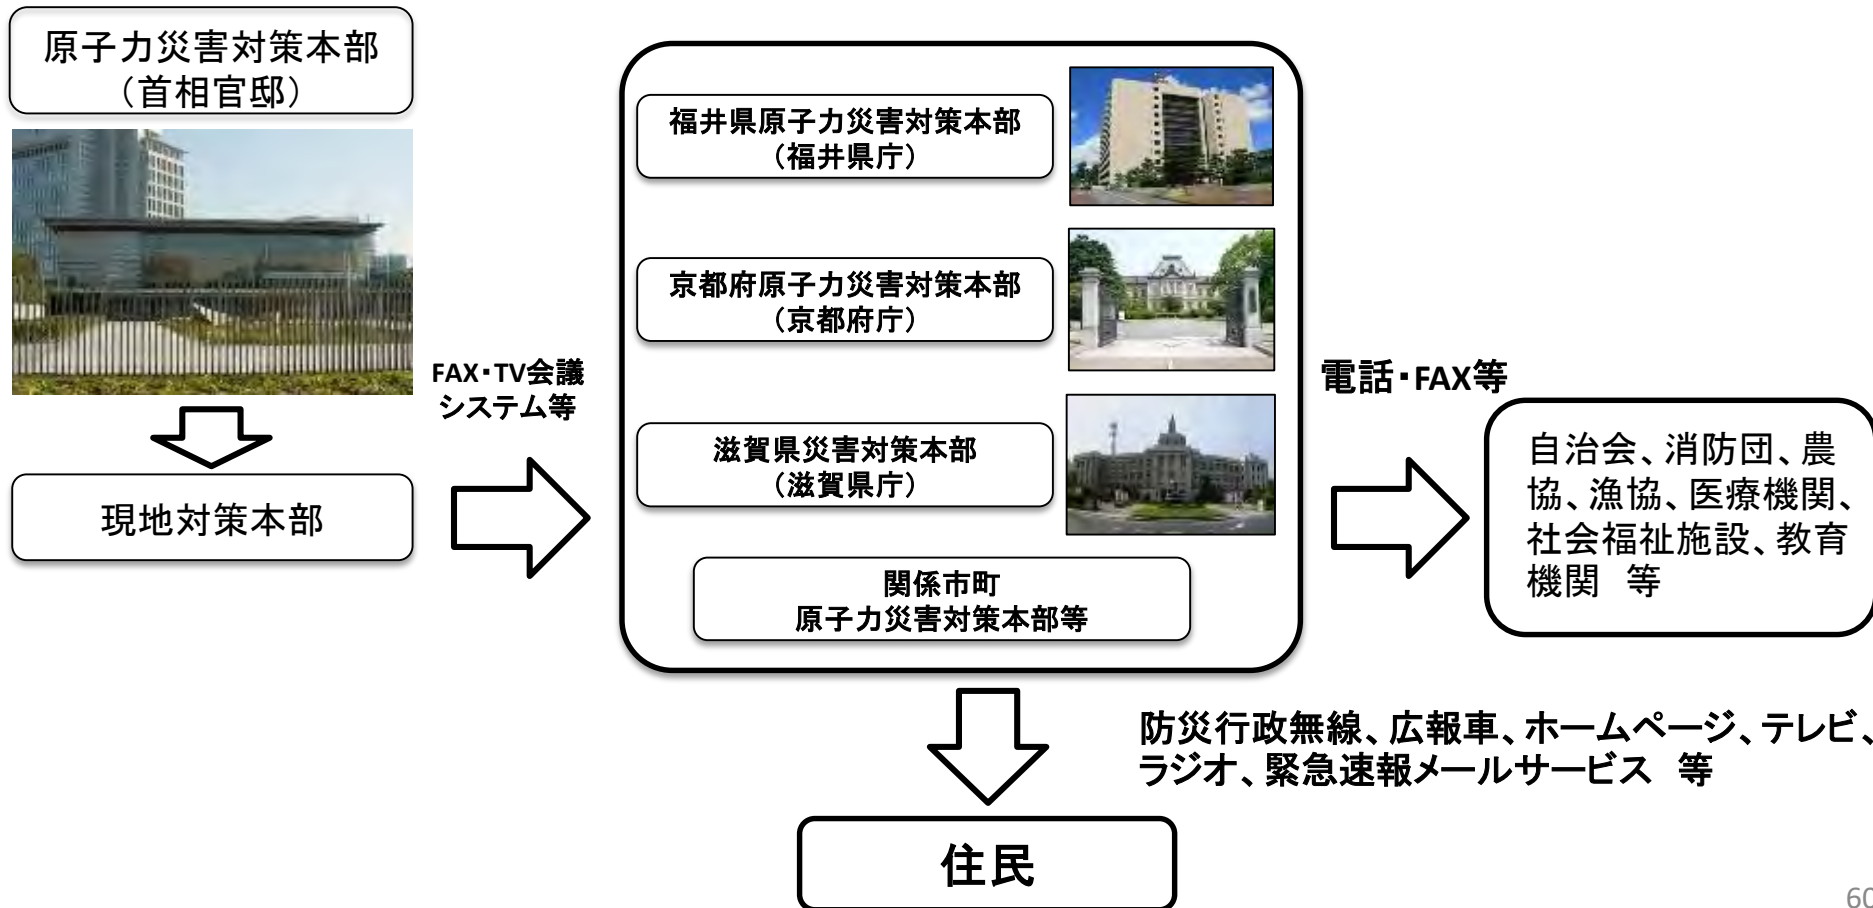 原子力災害対策本部
（首相官邸）
現地対策本部
FAX・TV会議
システム等
福井県原子力災害対策本部
（福井県庁）
京都府原子力災害対策本部
（京都府庁）
滋賀県災害対策本部
（滋賀県庁）
関係市町
原子力災害対策本部等
電話・FAX等
自治会、消防団、農
協、漁協、医療機関、
社会福祉施設、教育
機関　等
防災行政無線、広報車、ホームページ、テレビ、
ラジオ、緊急速報メールサービス　等
住民
60